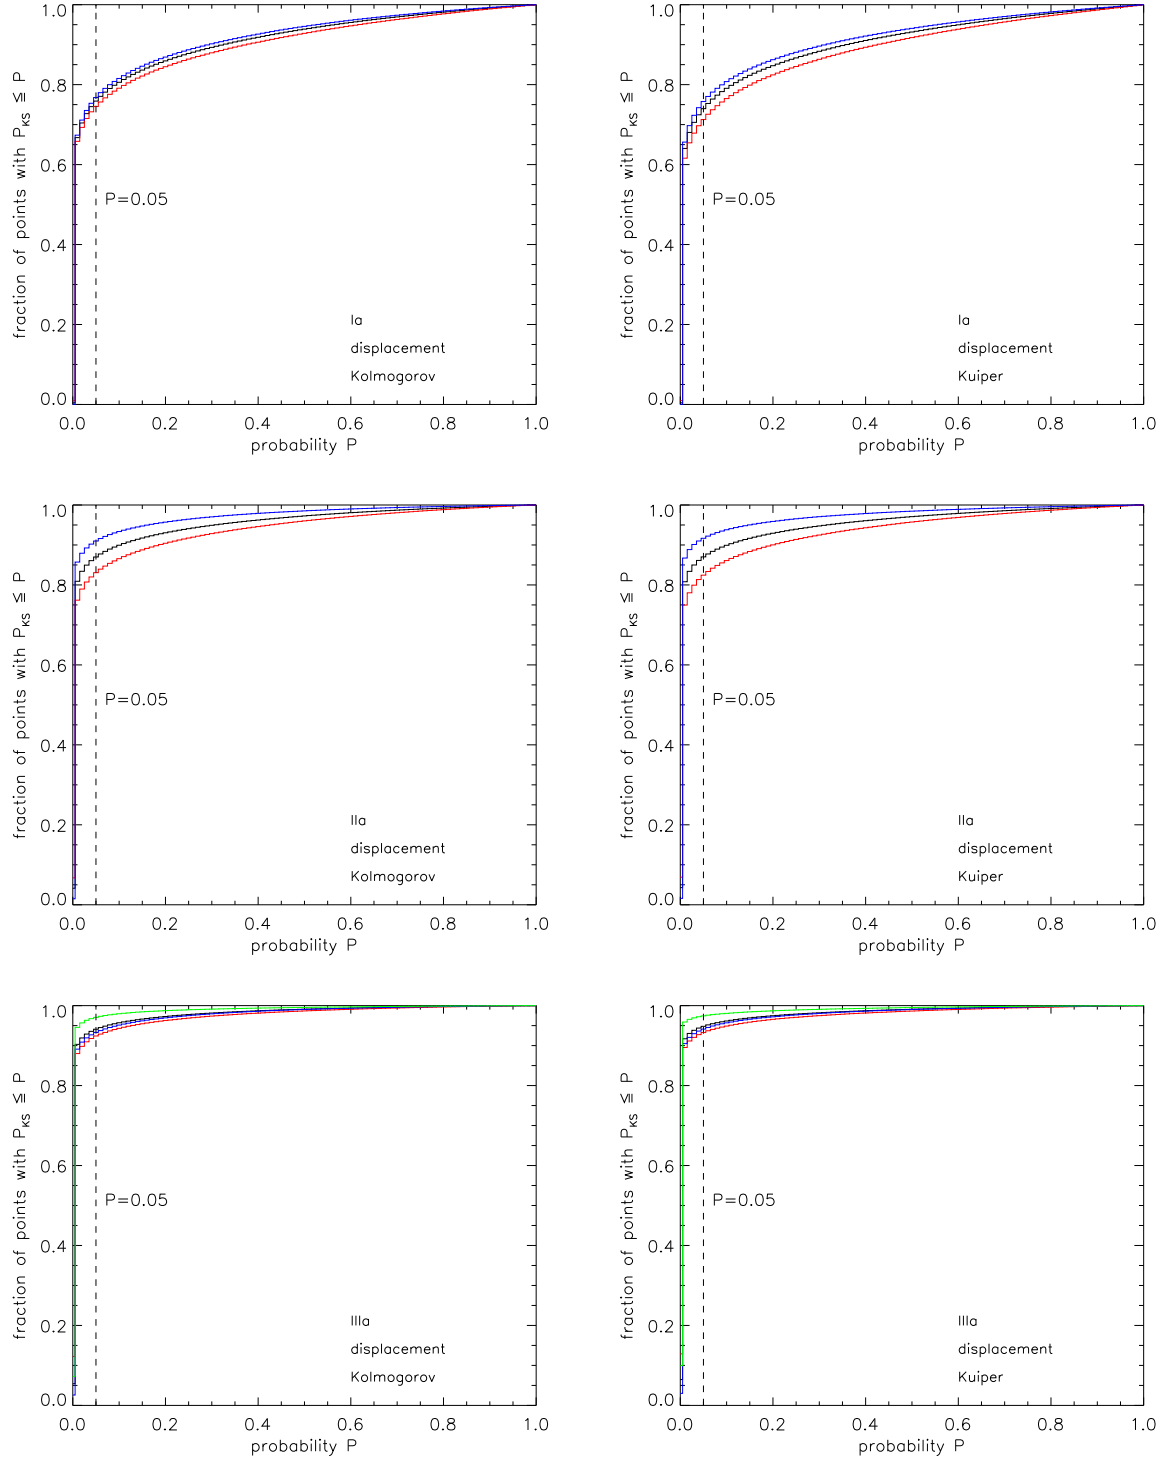 fraction of points with P_KS ≦ P
1.0
0.8
0.6
0.4
0.2
0.0
P=0.05
Ia
displacement
Kolmogorov
0.0 0.2 0.4 0.6 0.8 1.0
probability P
fraction of points with P_KS ≦ P
1.0
0.8
0.6
0.4
0.2
0.0
P=0.05
Ia
displacement
Kuiper
0.0 0.2 0.4 0.6 0.8 1.0
probability P
fraction of points with P_KS ≦ P
1.0
0.8
0.6
0.4
0.2
0.0
P=0.05
IIa
displacement
Kolmogorov
0.0 0.2 0.4 0.6 0.8 1.0
probability P
fraction of points with P_KS ≦ P
1.0
0.8
0.6
0.4
0.2
0.0
P=0.05
IIa
displacement
Kuiper
0.0 0.2 0.4 0.6 0.8 1.0
probability P
fraction of points with P_KS ≦ P
1.0
0.8
0.6
0.4
0.2
0.0
P=0.05
IIIa
displacement
Kolmogorov
0.0 0.2 0.4 0.6 0.8 1.0
probability P
fraction of points with P_KS ≦ P
1.0
0.8
0.6
0.4
0.2
0.0
P=0.05
IIIa
displacement
Kuiper
0.0 0.2 0.4 0.6 0.8 1.0
probability P